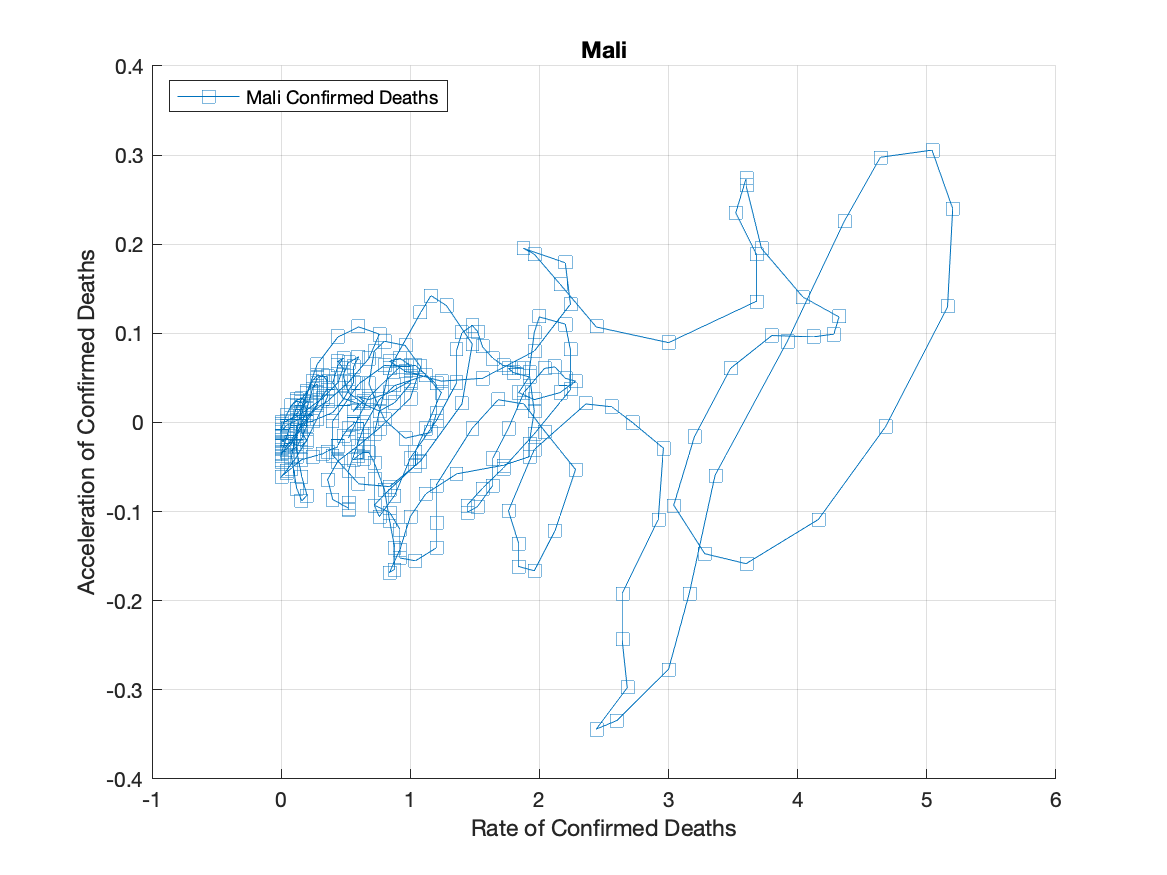 Mali
Mali Confirmed Deaths
0.4
0.3
0.2
0.1
0
-0.1
-0.2
-0.3
-0.4
Acceleration of Confirmed Deaths
-1 0 1 2 3 4 5 6
Rate of Confirmed Deaths